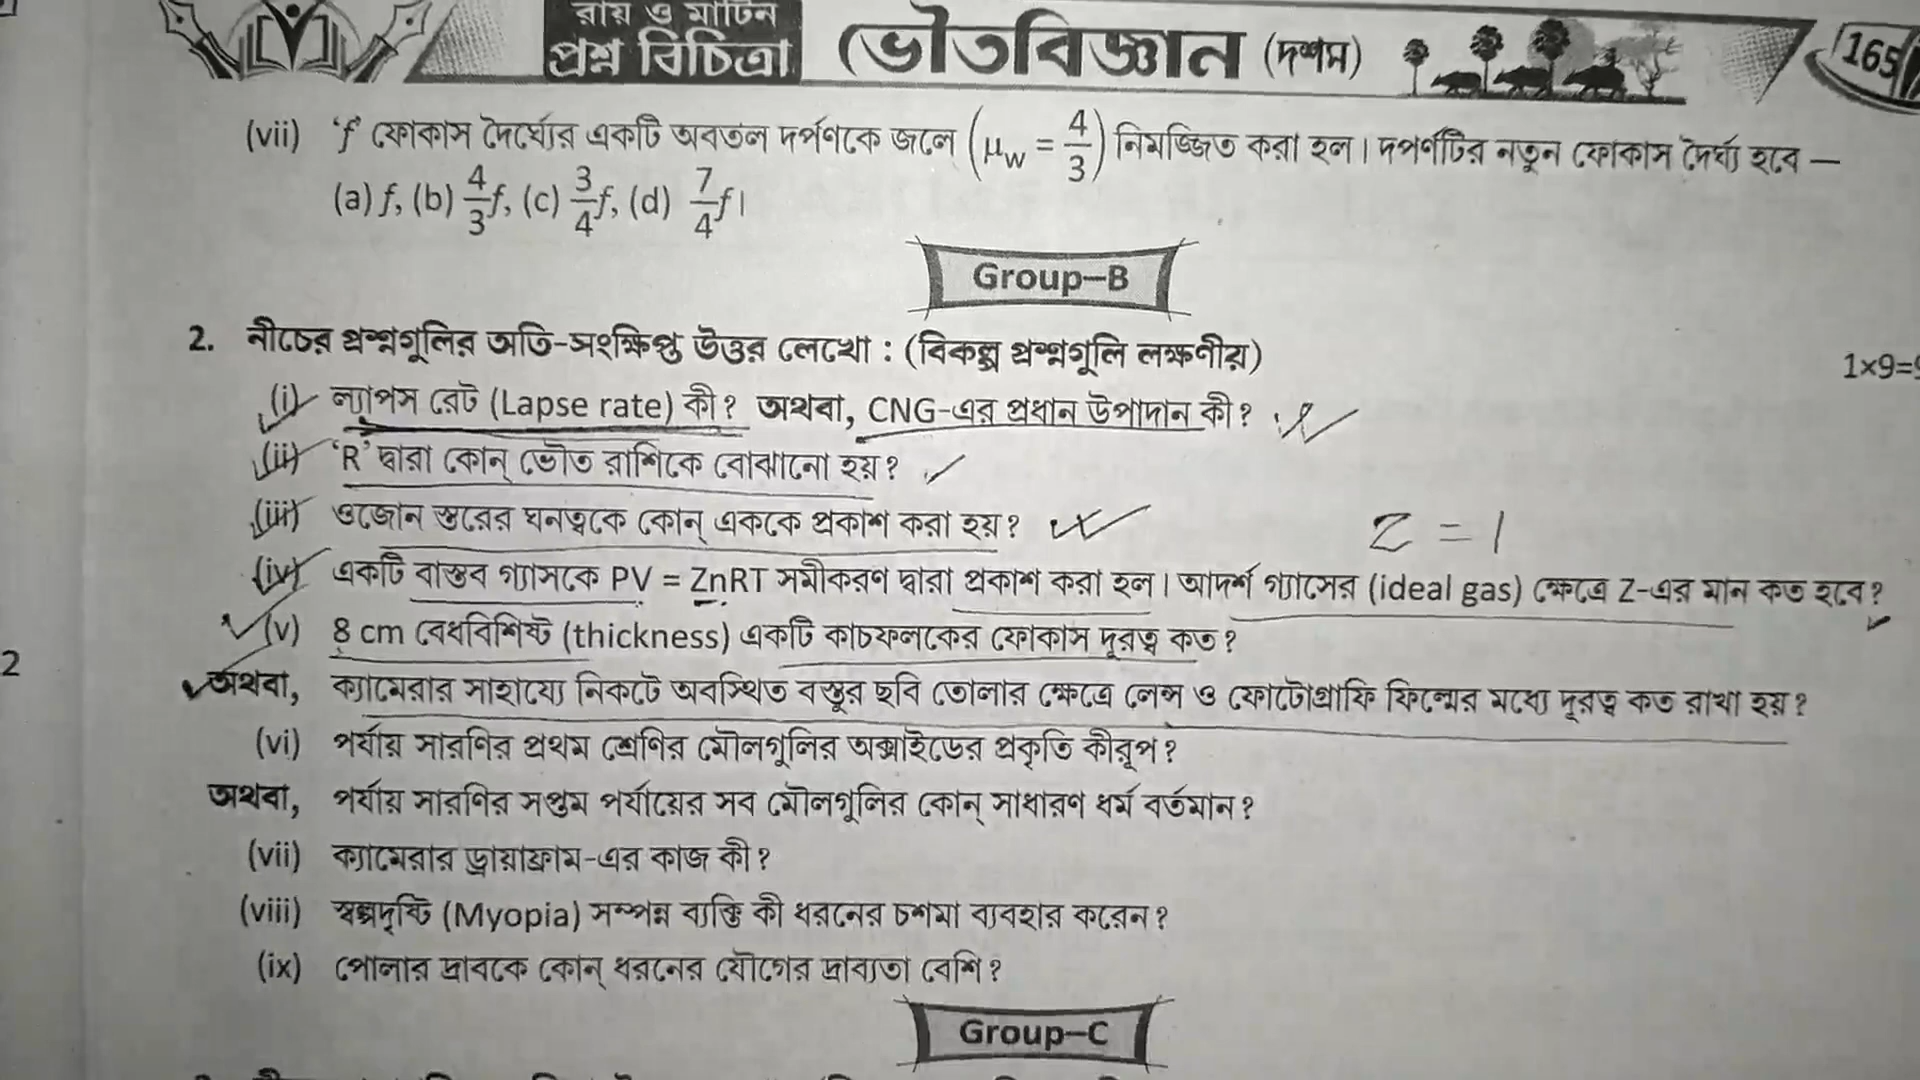 রায় ও মার্টিন
প্রশ্ন বিচিত্রা
ভৌতবিজ্ঞান (দশম)
165
(vii) 'f' ফোকাস দৈর্ঘ্যের একটি অবতল দর্পণকে জলে (μw = 4/3) নিমজ্জিত করা হল। দপর্ণটির নতুন ফোকাস দৈর্ঘ্য হবে —
(a) f, (b) 4/3 f, (c) 3/4 f, (d) 7/4 f।
Group–B
2. নীচের প্রশ্নগুলির অতি-সংক্ষিপ্ত উত্তর লেখো : (বিকল্প প্রশ্নগুলি লক্ষণীয়)
1×9=9
(i) ল্যাপস রেট (Lapse rate) কী? অথবা, CNG-এর প্রধান উপাদান কী?
(ii) 'R' দ্বারা কোন্ ভৌত রাশিকে বোঝানো হয়?
(iii) ওজোন স্তরের ঘনত্বকে কোন্ এককে প্রকাশ করা হয়?
Z = 1
(iv) একটি বাস্তব গ্যাসকে PV = ZnRT সমীকরণ দ্বারা প্রকাশ করা হল। আদর্শ গ্যাসের (ideal gas) ক্ষেত্রে Z-এর মান কত হবে?
(v) 8 cm বেধবিশিষ্ট (thickness) একটি কাচফলকের ফোকাস দূরত্ব কত?
2
অথবা, ক্যামেরার সাহায্যে নিকটে অবস্থিত বস্তুর ছবি তোলার ক্ষেত্রে লেন্স ও ফোটোগ্রাফি ফিল্মের মধ্যে দূরত্ব কত রাখা হয়?
(vi) পর্যায় সারণির প্রথম শ্রেণির মৌলগুলির অক্সাইডের প্রকৃতি কীরূপ?
অথবা, পর্যায় সারণির সপ্তম পর্যায়ের সব মৌলগুলির কোন্ সাধারণ ধর্ম বর্তমান?
(vii) ক্যামেরার ড্রায়াফ্রাম-এর কাজ কী?
(viii) স্বল্পদৃষ্টি (Myopia) সম্পন্ন ব্যক্তি কী ধরনের চশমা ব্যবহার করেন?
(ix) পোলার দ্রাবকে কোন্ ধরনের যৌগের দ্রাব্যতা বেশি?
Group–C